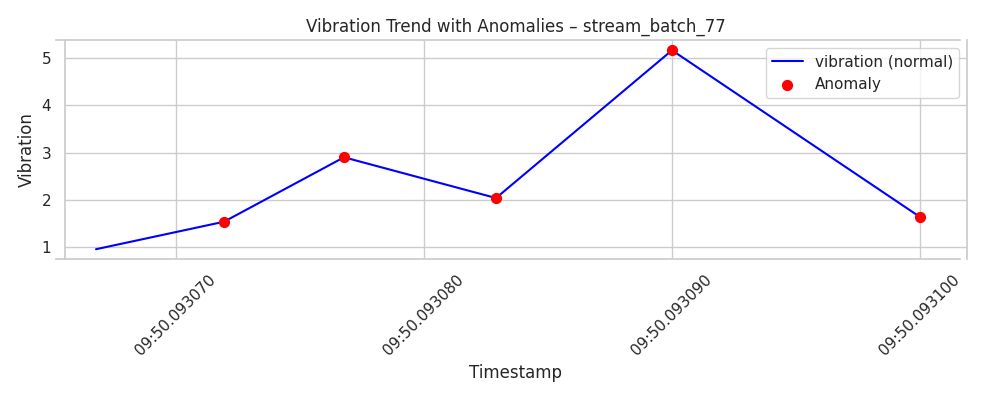 Vibration Trend with Anomalies – stream_batch_77
vibration (normal)
Anomaly
Vibration
5
4
3
2
1
09:50.093070
09:50.093080
09:50.093090
09:50.093100
Timestamp